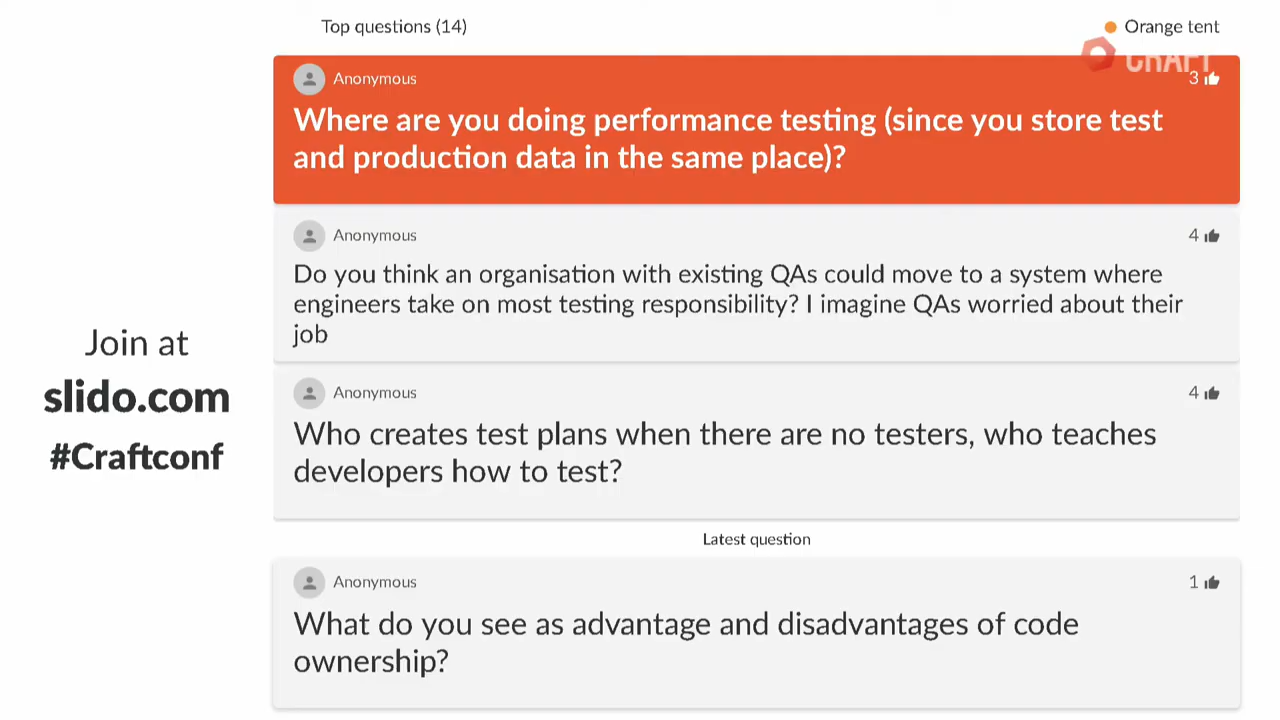 Top questions (14)
Orange tent
CRAFT
Anonymous
3
Where are you doing performance testing (since you store test
and production data in the same place)?
Anonymous
4
Do you think an organisation with existing QAs could move to a system where
engineers take on most testing responsibility? I imagine QAs worried about their
job
Anonymous
4
Who creates test plans when there are no testers, who teaches
developers how to test?
Join at
slido.com
#Craftconf
Latest question
Anonymous
1
What do you see as advantage and disadvantages of code
ownership?